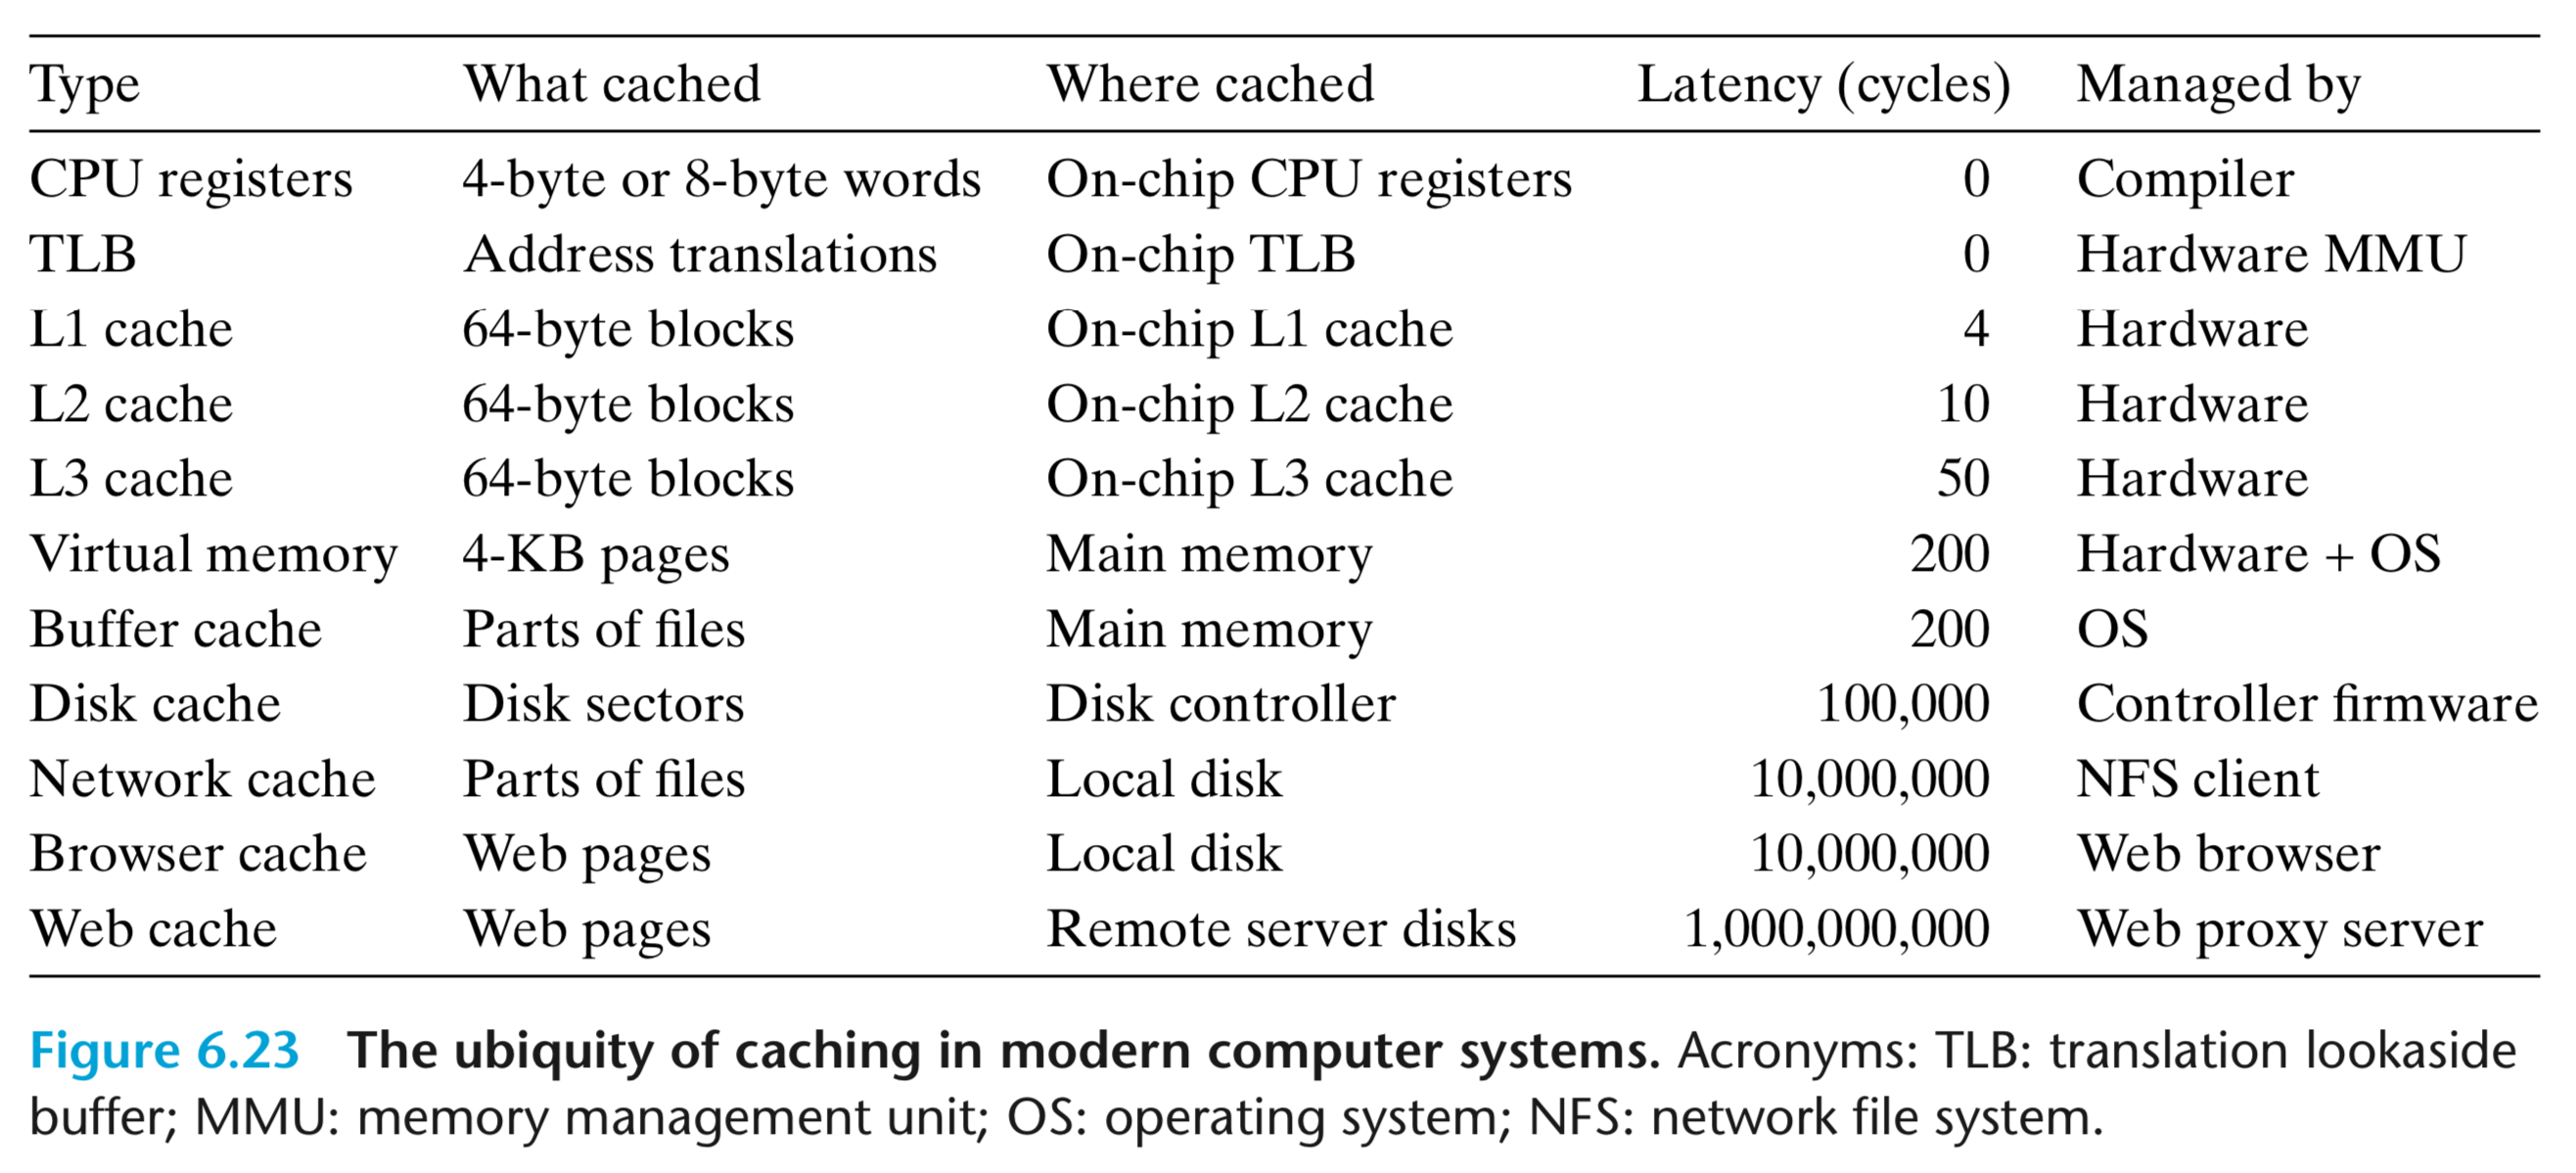 Type What cached Where cached Latency (cycles) Managed by
CPU registers 4-byte or 8-byte words On-chip CPU registers 0 Compiler
TLB Address translations On-chip TLB 0 Hardware MMU
L1 cache 64-byte blocks On-chip L1 cache 4 Hardware
L2 cache 64-byte blocks On-chip L2 cache 10 Hardware
L3 cache 64-byte blocks On-chip L3 cache 50 Hardware
Virtual memory 4-KB pages Main memory 200 Hardware + OS
Buffer cache Parts of files Main memory 200 OS
Disk cache Disk sectors Disk controller 100,000 Controller firmware
Network cache Parts of files Local disk 10,000,000 NFS client
Browser cache Web pages Local disk 10,000,000 Web browser
Web cache Web pages Remote server disks 1,000,000,000 Web proxy server
Figure 6.23 The ubiquity of caching in modern computer systems. Acronyms: TLB: translation lookaside
buffer; MMU: memory management unit; OS: operating system; NFS: network file system.